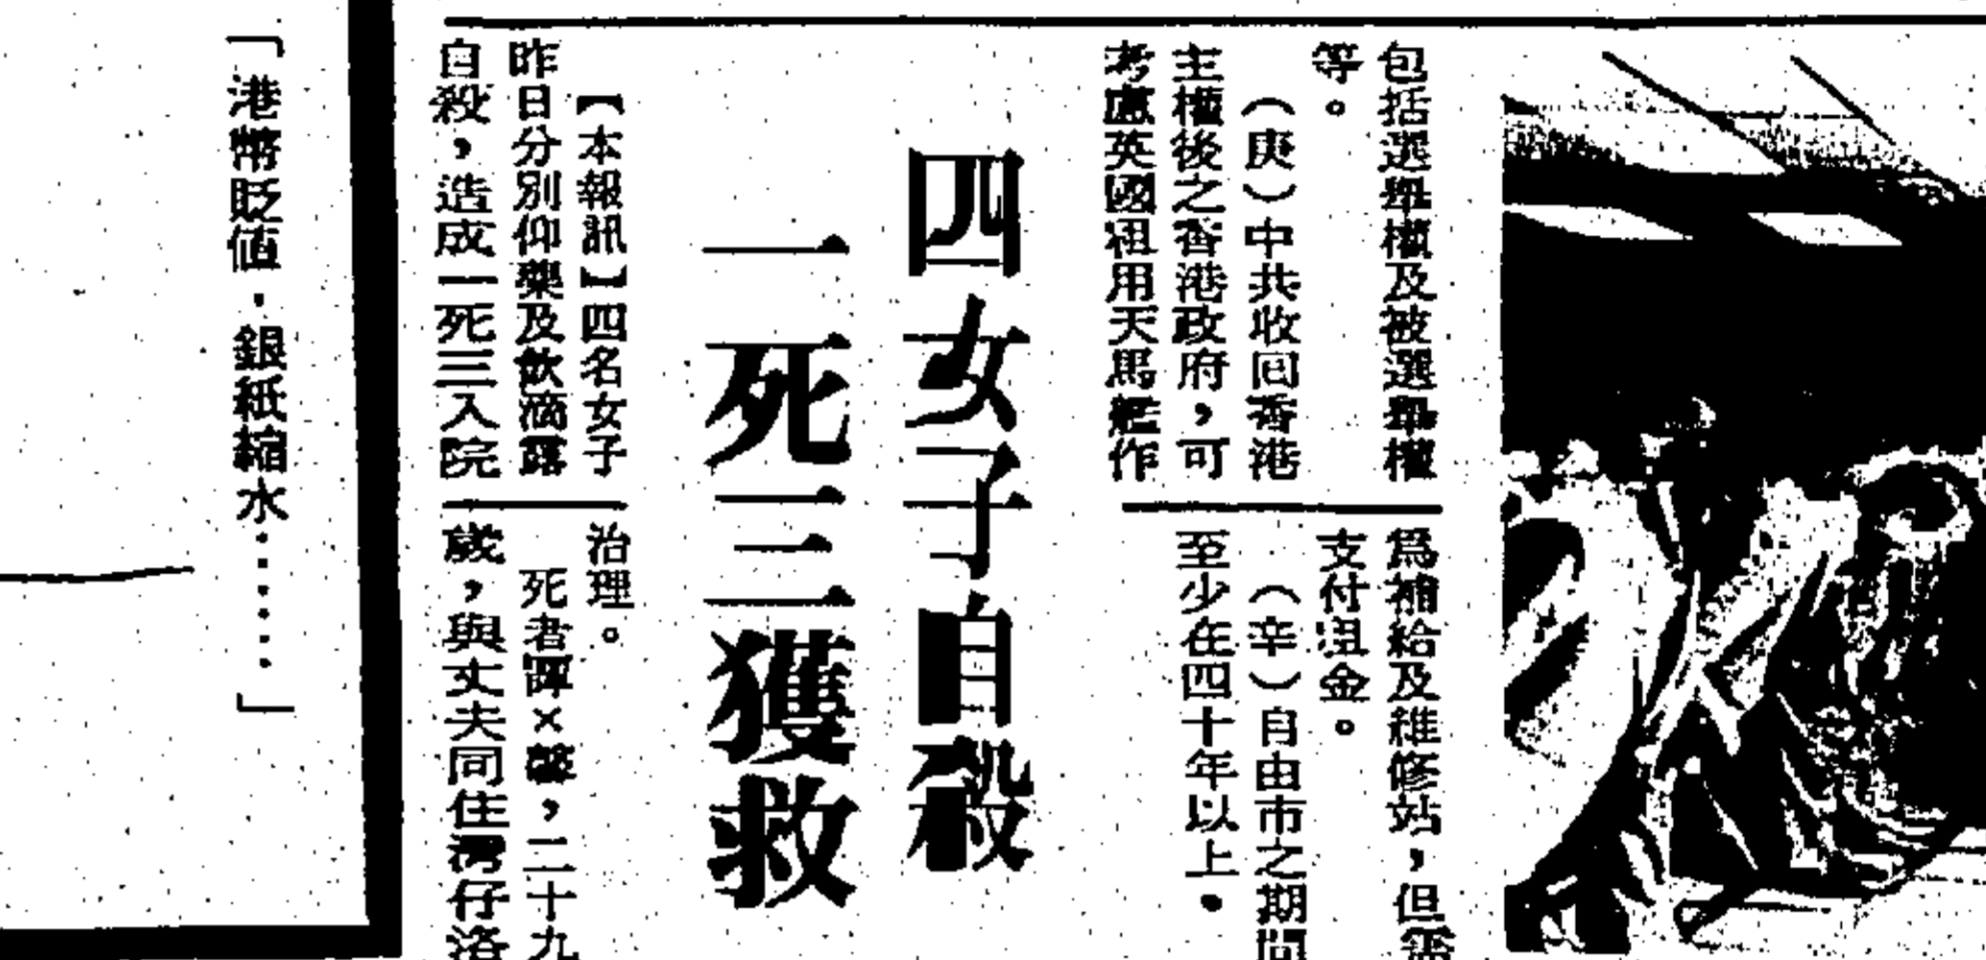 包括選舉權及被選舉權
等。
（庚）中共收回香港
主權後之香港政府，可
考慮英國租用天馬艦作
為補給及維修站，但需
支付租金。
（辛）自由市之期間
至少在四十年以上。
四女子自殺
一死三獲救
【本報訊】四名女子
昨日分別仰藥及飲滴露
自殺，造成一死三入院
治理。
死者譚×馨，二十九
歲，與丈夫同住灣仔洛
「港幣貶值．銀紙縮水……」